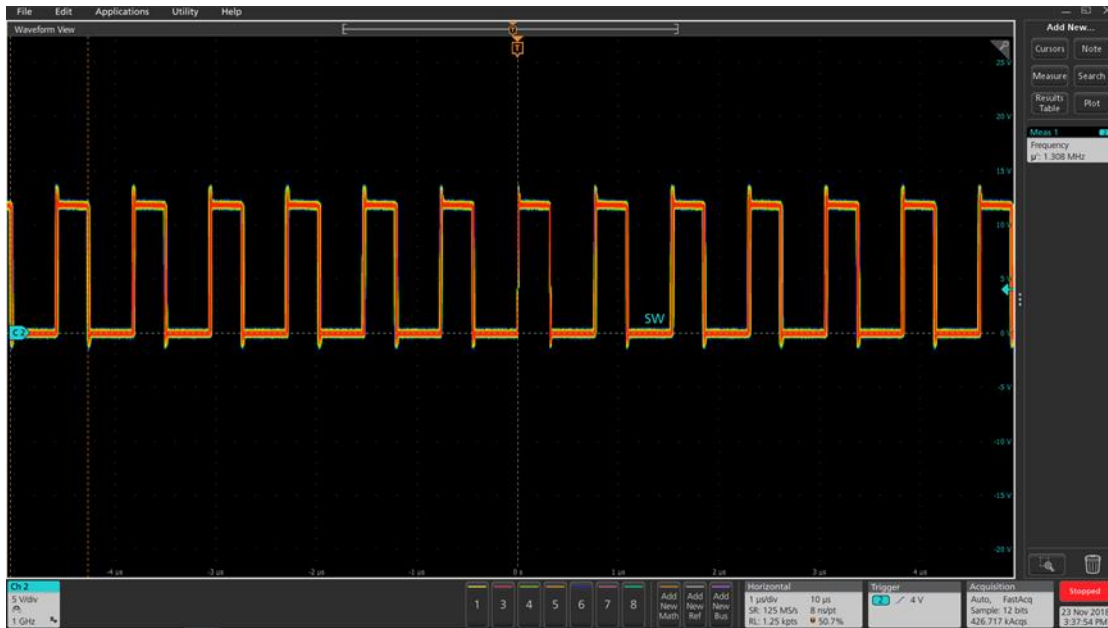 File Edit Applications Utility Help
Waveform View
Add New...
Cursors Note
Measure Search
Results Table Plot
Meas 1 2
Frequency
µ': 1.308 MHz
T
T
25 V
20 V
15 V
10 V
5 V
SW
C 2
0 V
-5 V
-10 V
-15 V
-20 V
-4 µs -3 µs -2 µs -1 µs 0 s 1 µs 2 µs 3 µs 4 µs
Ch 2
5 V/div
1 GHz
1 3 4 5 6 7 8
Add New Math
Add New Ref
Add New Bus
Horizontal
1 µs/div 10 µs
SR: 125 MS/s 8 ns/pt
RL: 1.25 kpts 50.7%
Trigger
2 4 V
Acquisition
Auto, FastAcq
Sample: 12 bits
426.717 kAcqs
Stopped
23 Nov 2018
3:37:54 PM